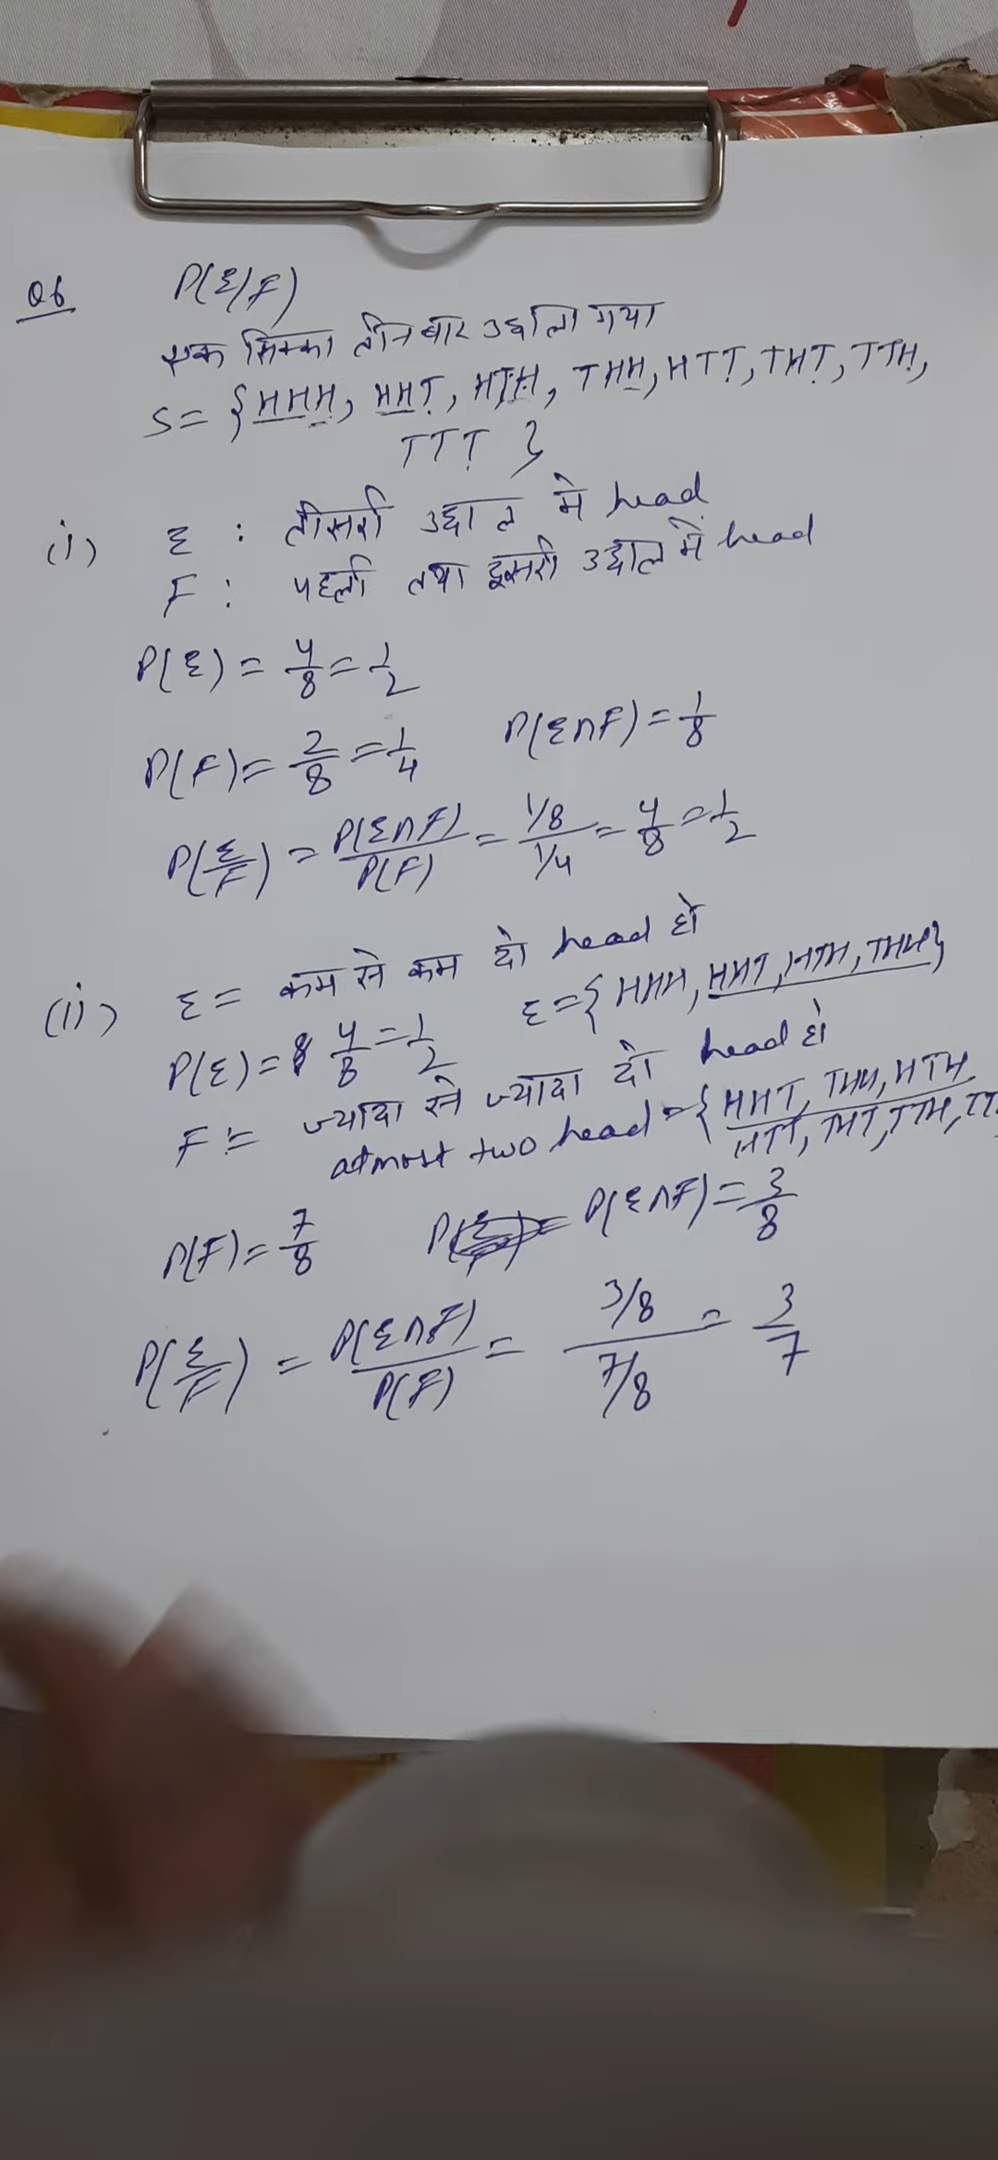 Q6 P(E/F)
एक सिक्का तीन बार उछाला गया
S = {HHH, HHT, HTH, THH, HTT, THT, TTH,
TTT }
(i) E : तीसरी उछाल मे head
F : पहली तथा दूसरी उछाल मे head
P(E) = 4/8 = 1/2
P(F) = 2/8 = 1/4 P(E∩F) = 1/8
P(E/F) = P(E∩F)/P(F) = 1/8 / 1/4 = 4/8 = 1/2
(ii) E = कम से कम दो head हो
E = {HHH, HHT, HTH, THH}
P(E) = 4/8 = 1/2
F = ज्यादा से ज्यादा दो head हो
atmost two head = {HHT, THH, HTH
HTT, THT, TTH, TT
P(F) = 7/8 P(E∩F) = 3/8
P(E/F) = P(E∩F)/P(F) = 3/8 / 7/8 = 3/7